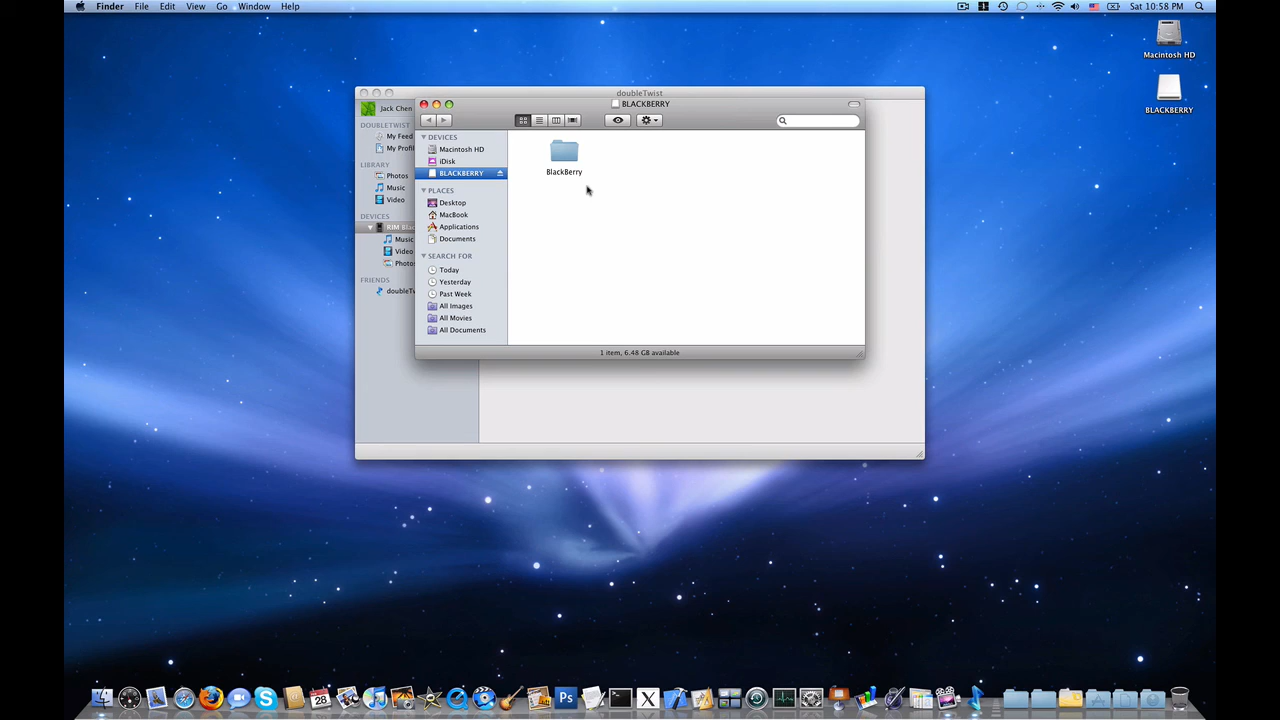 Finder File Edit View Go Window Help
Sat 10:58 PM
Macintosh HD
BLACKBERRY
doubleTwist
Jack Chen
DOUBLETWIST
My Feed
My Profil
LIBRARY
Photos
Music
Video
DEVICES
RIM Blac
Music
Video
Photos
FRIENDS
doubleTw
BLACKBERRY
DEVICES
Macintosh HD
iDisk
BLACKBERRY
PLACES
Desktop
MacBook
Applications
Documents
SEARCH FOR
Today
Yesterday
Past Week
All Images
All Movies
All Documents
BlackBerry
1 item, 6.48 GB available
28
Ps
X